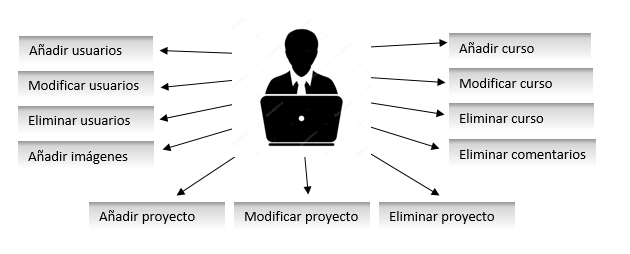 Añadir usuarios
Modificar usuarios
Eliminar usuarios
Añadir imágenes
Añadir curso
Modificar curso
Eliminar curso
Eliminar comentarios
Añadir proyecto
Modificar proyecto
Eliminar proyecto